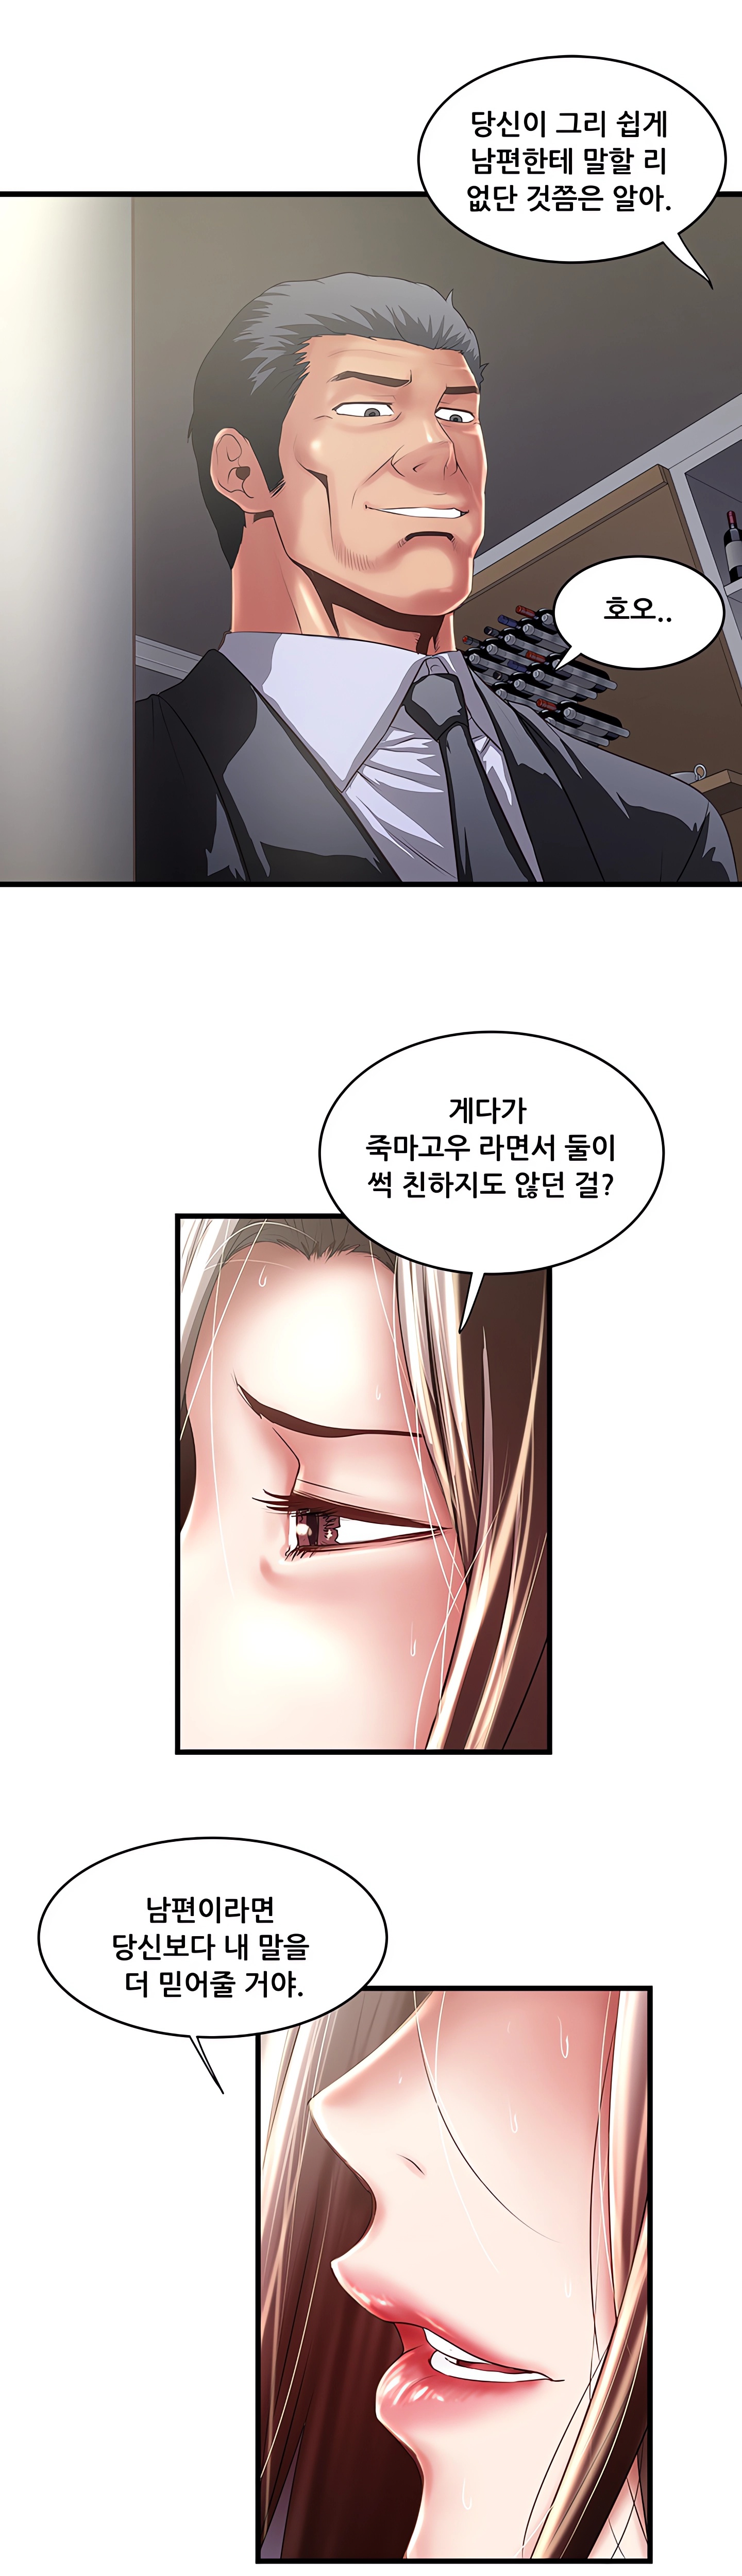 당신이 그리 쉽게
남편한테 말할 리
없단 것쯤은 알아.
호오..
게다가
죽마고우 라면서 둘이
썩 친하지도 않던 걸?
남편이라면
당신보다 내 말을
더 믿어줄 거야.